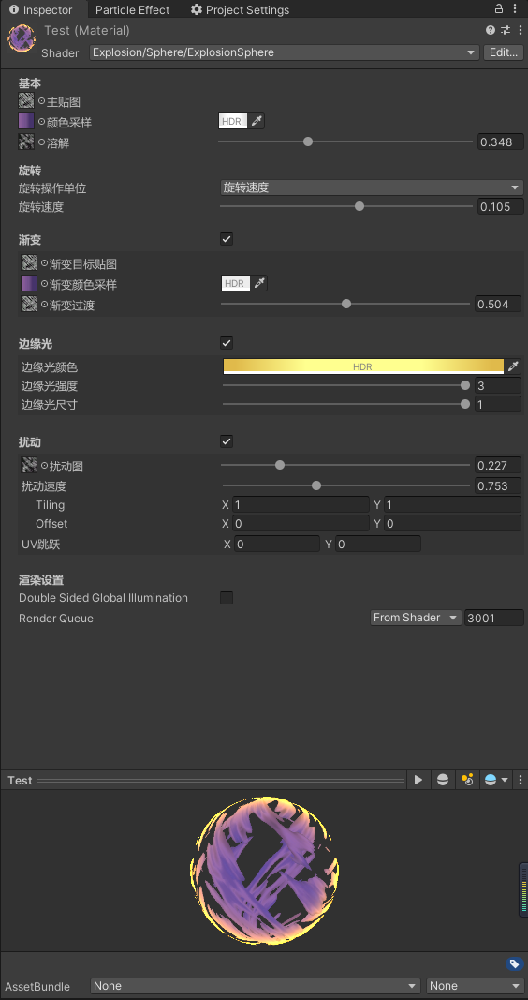 Inspector Particle Effect Project Settings
Test (Material)
Shader Explosion/Sphere/ExplosionSphere Edit...
基本
主贴图
颜色采样 HDR
溶解 0.348
旋转
旋转操作单位 旋转速度
旋转速度 0.105
渐变
渐变目标贴图
渐变颜色采样 HDR
渐变过渡 0.504
边缘光
边缘光颜色 HDR
边缘光强度 3
边缘光尺寸 1
扰动
扰动图 0.227
扰动速度 0.753
Tiling X 1 Y 1
Offset X 0 Y 0
UV跳跃 X 0 Y 0
渲染设置
Double Sided Global Illumination
Render Queue From Shader 3001
Test
AssetBundle None None